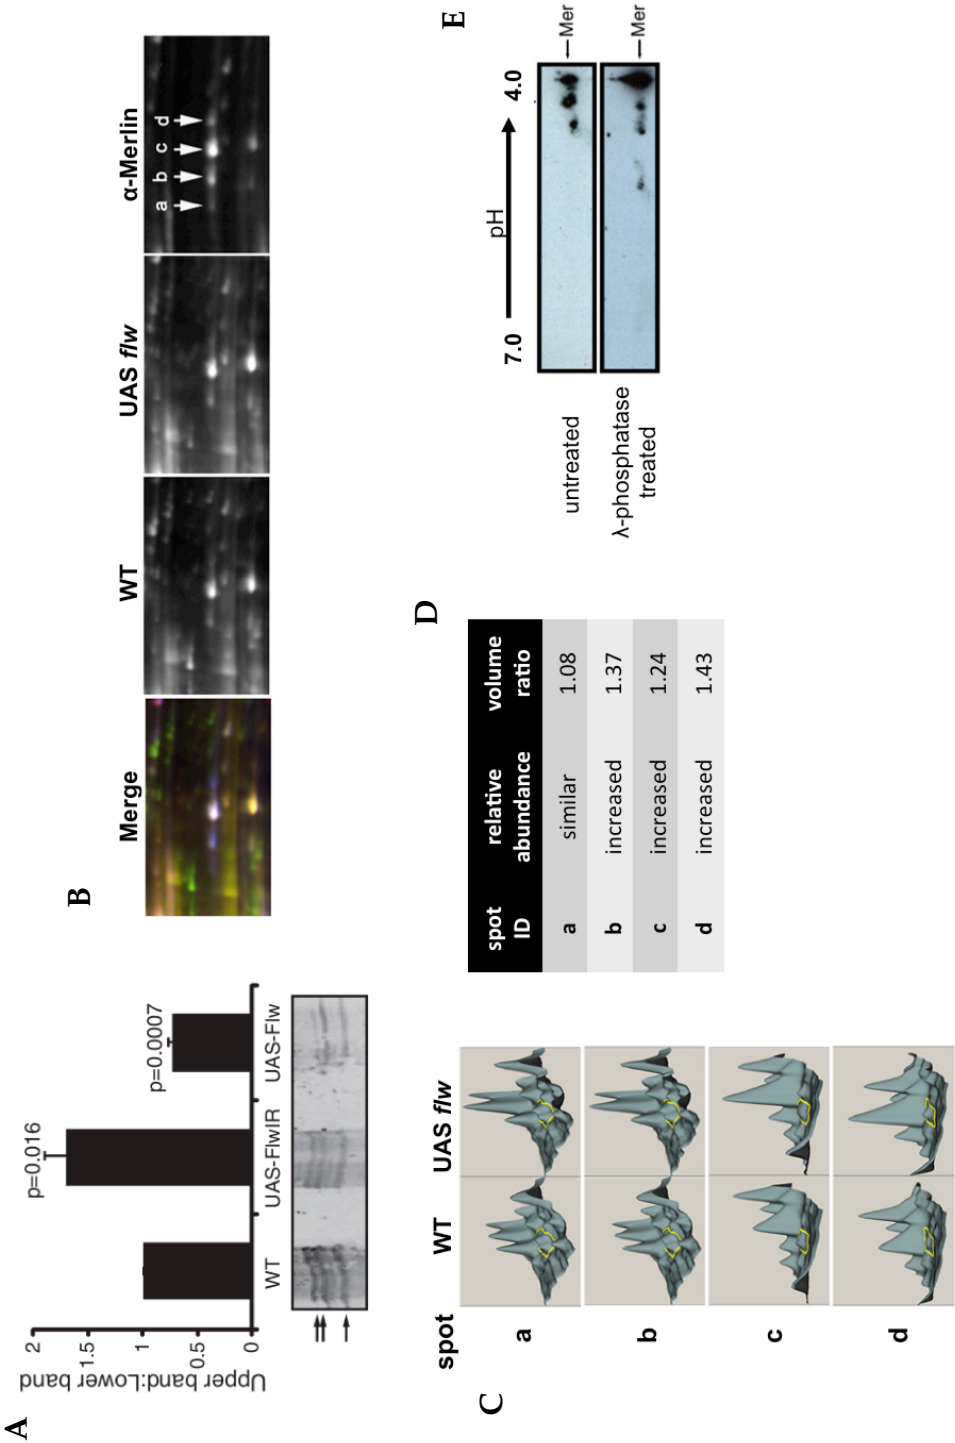 A
Upper band:Lower band
2
1.5
1
0.5
0
p=0.016
p=0.0007
WT
UAS-FlwIR
UAS-Flw
B
Merge
WT
UAS flw
α-Merlin
a b c d
C
spot
WT
UAS flw
a
b
c
d
D
spot ID
relative abundance
volume ratio
a similar 1.08
b increased 1.37
c increased 1.24
d increased 1.43
E
7.0
pH
4.0
untreated
Mer
λ-phosphatase
treated
Mer